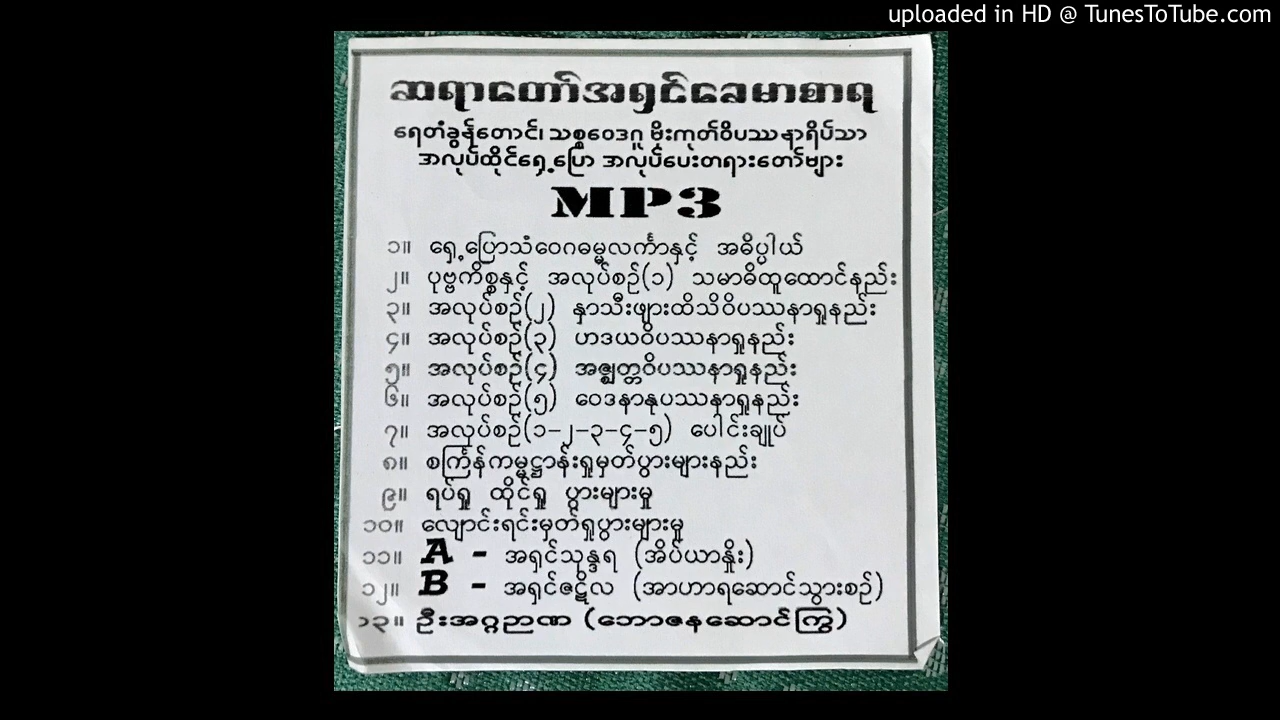 uploaded in HD @ TunesToTube.com
ဆရာတော်အရှင်ခေမာစာရ
ရေတံခွန်တောင်၊ သစ္စဝေဒဂူ ဗိုးကုတ်ဝိပဿနာရိပ်သာ
အလုပ်ထိုင်ရှေ့ပြော အလုပ်ပေးတရားတော်များ
MP3
၁။ ရှေ့ပြောသံဝေဂဓမ္မလင်္ကာနှင့် အဓိပ္ပါယ်
၂။ ပုဗ္ဗကိစ္စနှင့် အလုပ်စဉ်(၁) သမာဓိထူထောင်နည်း
၃။ အလုပ်စဉ်(၂) နှာသီးဖျားထိသိဝိပဿနာရှုနည်း
၄။ အလုပ်စဉ်(၃) ဟဒယဝိပဿနာရှုနည်း
၅။ အလုပ်စဉ်(၄) အဇ္ဈတ္တဝိပဿနာရှုနည်း
၆။ အလုပ်စဉ်(၅) ဝေဒနာနုပဿနာရှုနည်း
၇။ အလုပ်စဉ်(၁−၂−၃−၄−၅) ပေါင်းချုပ်
၈။ စင်္ကြန်ကမ္မဋ္ဌာန်းရှုမှတ်ပွားများနည်း
၉။ ရပ်ရှု ထိုင်ရှု ပွားများမှု
၁၀။ လျောင်းရင်းမှတ်ရှုပွားများမှု
၁၁။ A - အရှင်သုန္ဒရ (အိပ်ယာနှိုး)
၁၂။ B - အရှင်ဇဋိလ (အာဟာရဆောင်သွားစဉ်)
၁၃။ ဦးအဂ္ဂဉာဏ (ဘောဇနဆောင်ကြွ)